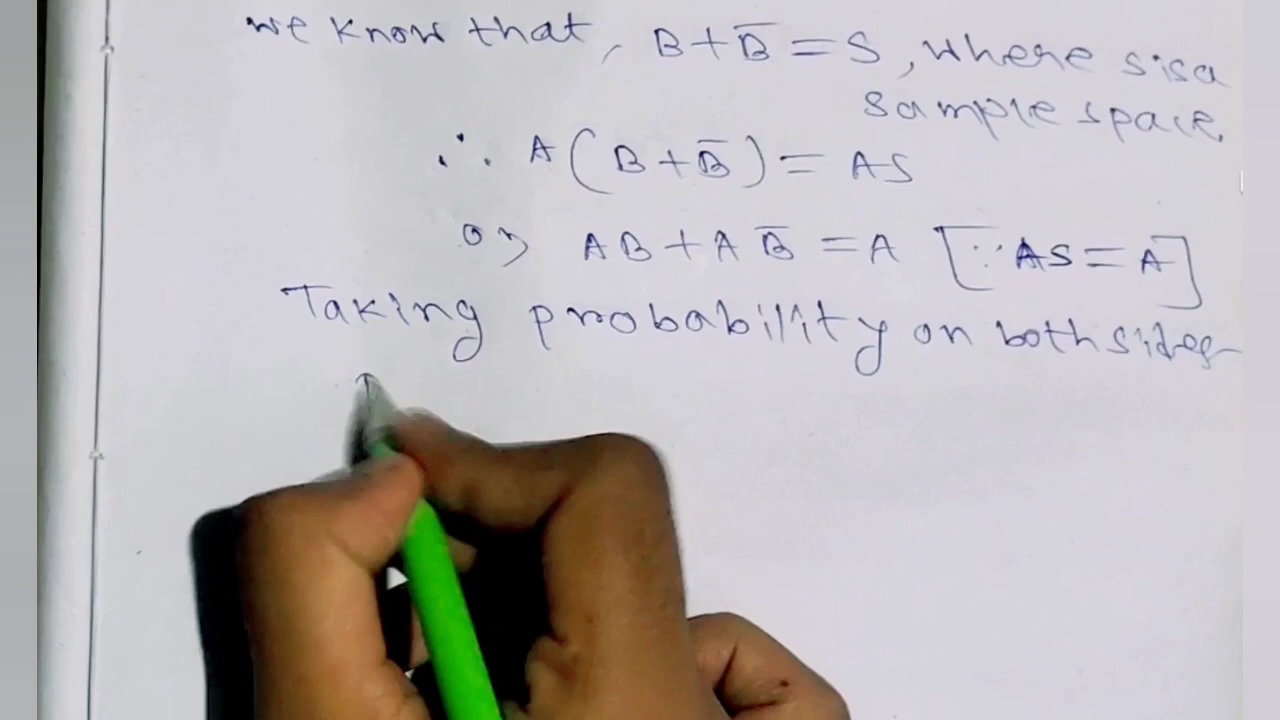 we know that, B + B̅ = S, where S is a
sample space
∴ A(B + B̅) = AS
or AB + AB̅ = A [∵ AS = A]
Taking probability on both sides